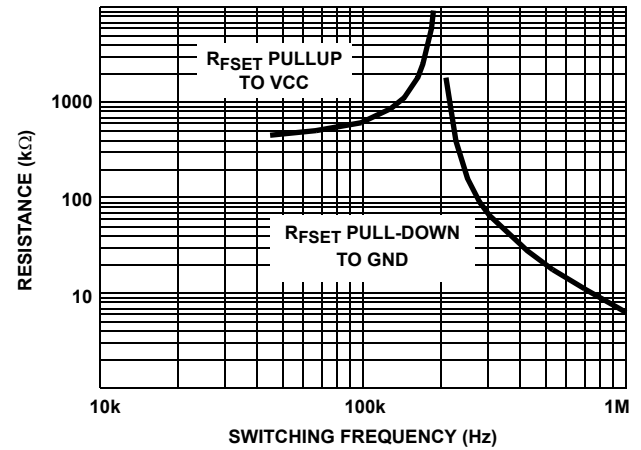 RFSET PULLUP
TO VCC
1000
100
10
RESISTANCE (kΩ)
RFSET PULL-DOWN
TO GND
10k
100k
1M
SWITCHING FREQUENCY (Hz)